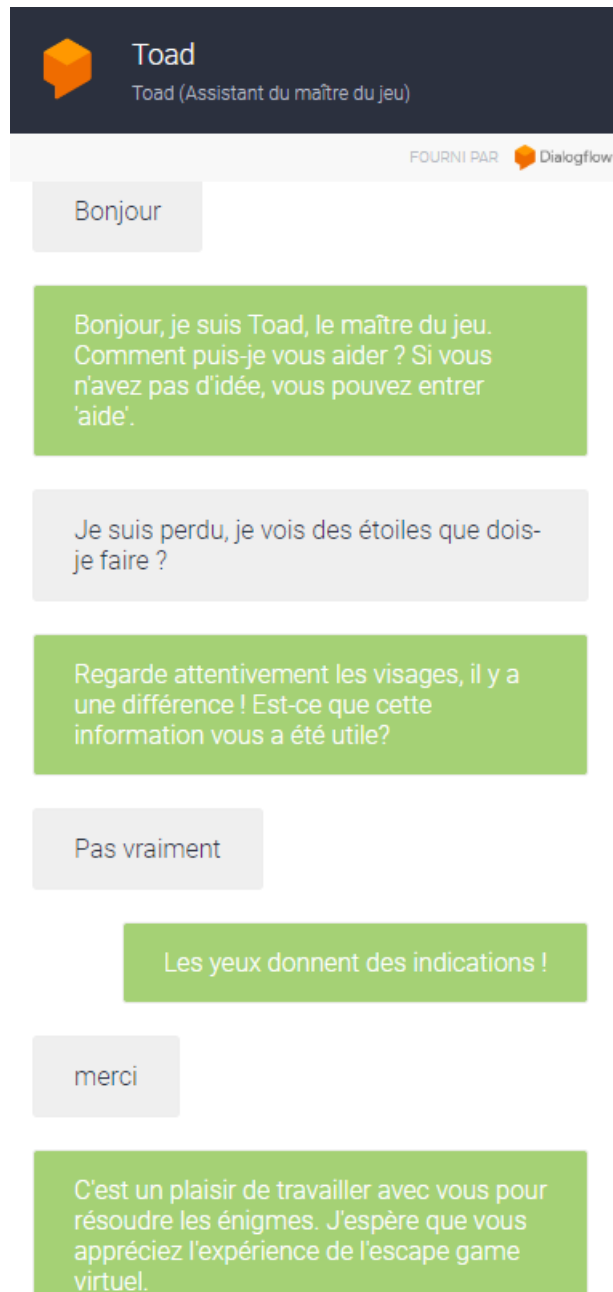 Toad
Toad (Assistant du maître du jeu)
FOURNI PAR Dialogflow
Bonjour
Bonjour, je suis Toad, le maître du jeu.
Comment puis-je vous aider ? Si vous
n'avez pas d'idée, vous pouvez entrer
'aide'.
Je suis perdu, je vois des étoiles que dois-
je faire ?
Regarde attentivement les visages, il y a
une différence ! Est-ce que cette
information vous a été utile?
Pas vraiment
Les yeux donnent des indications !
merci
C'est un plaisir de travailler avec vous pour
résoudre les énigmes. J'espère que vous
appréciez l'expérience de l'escape game
virtuel.